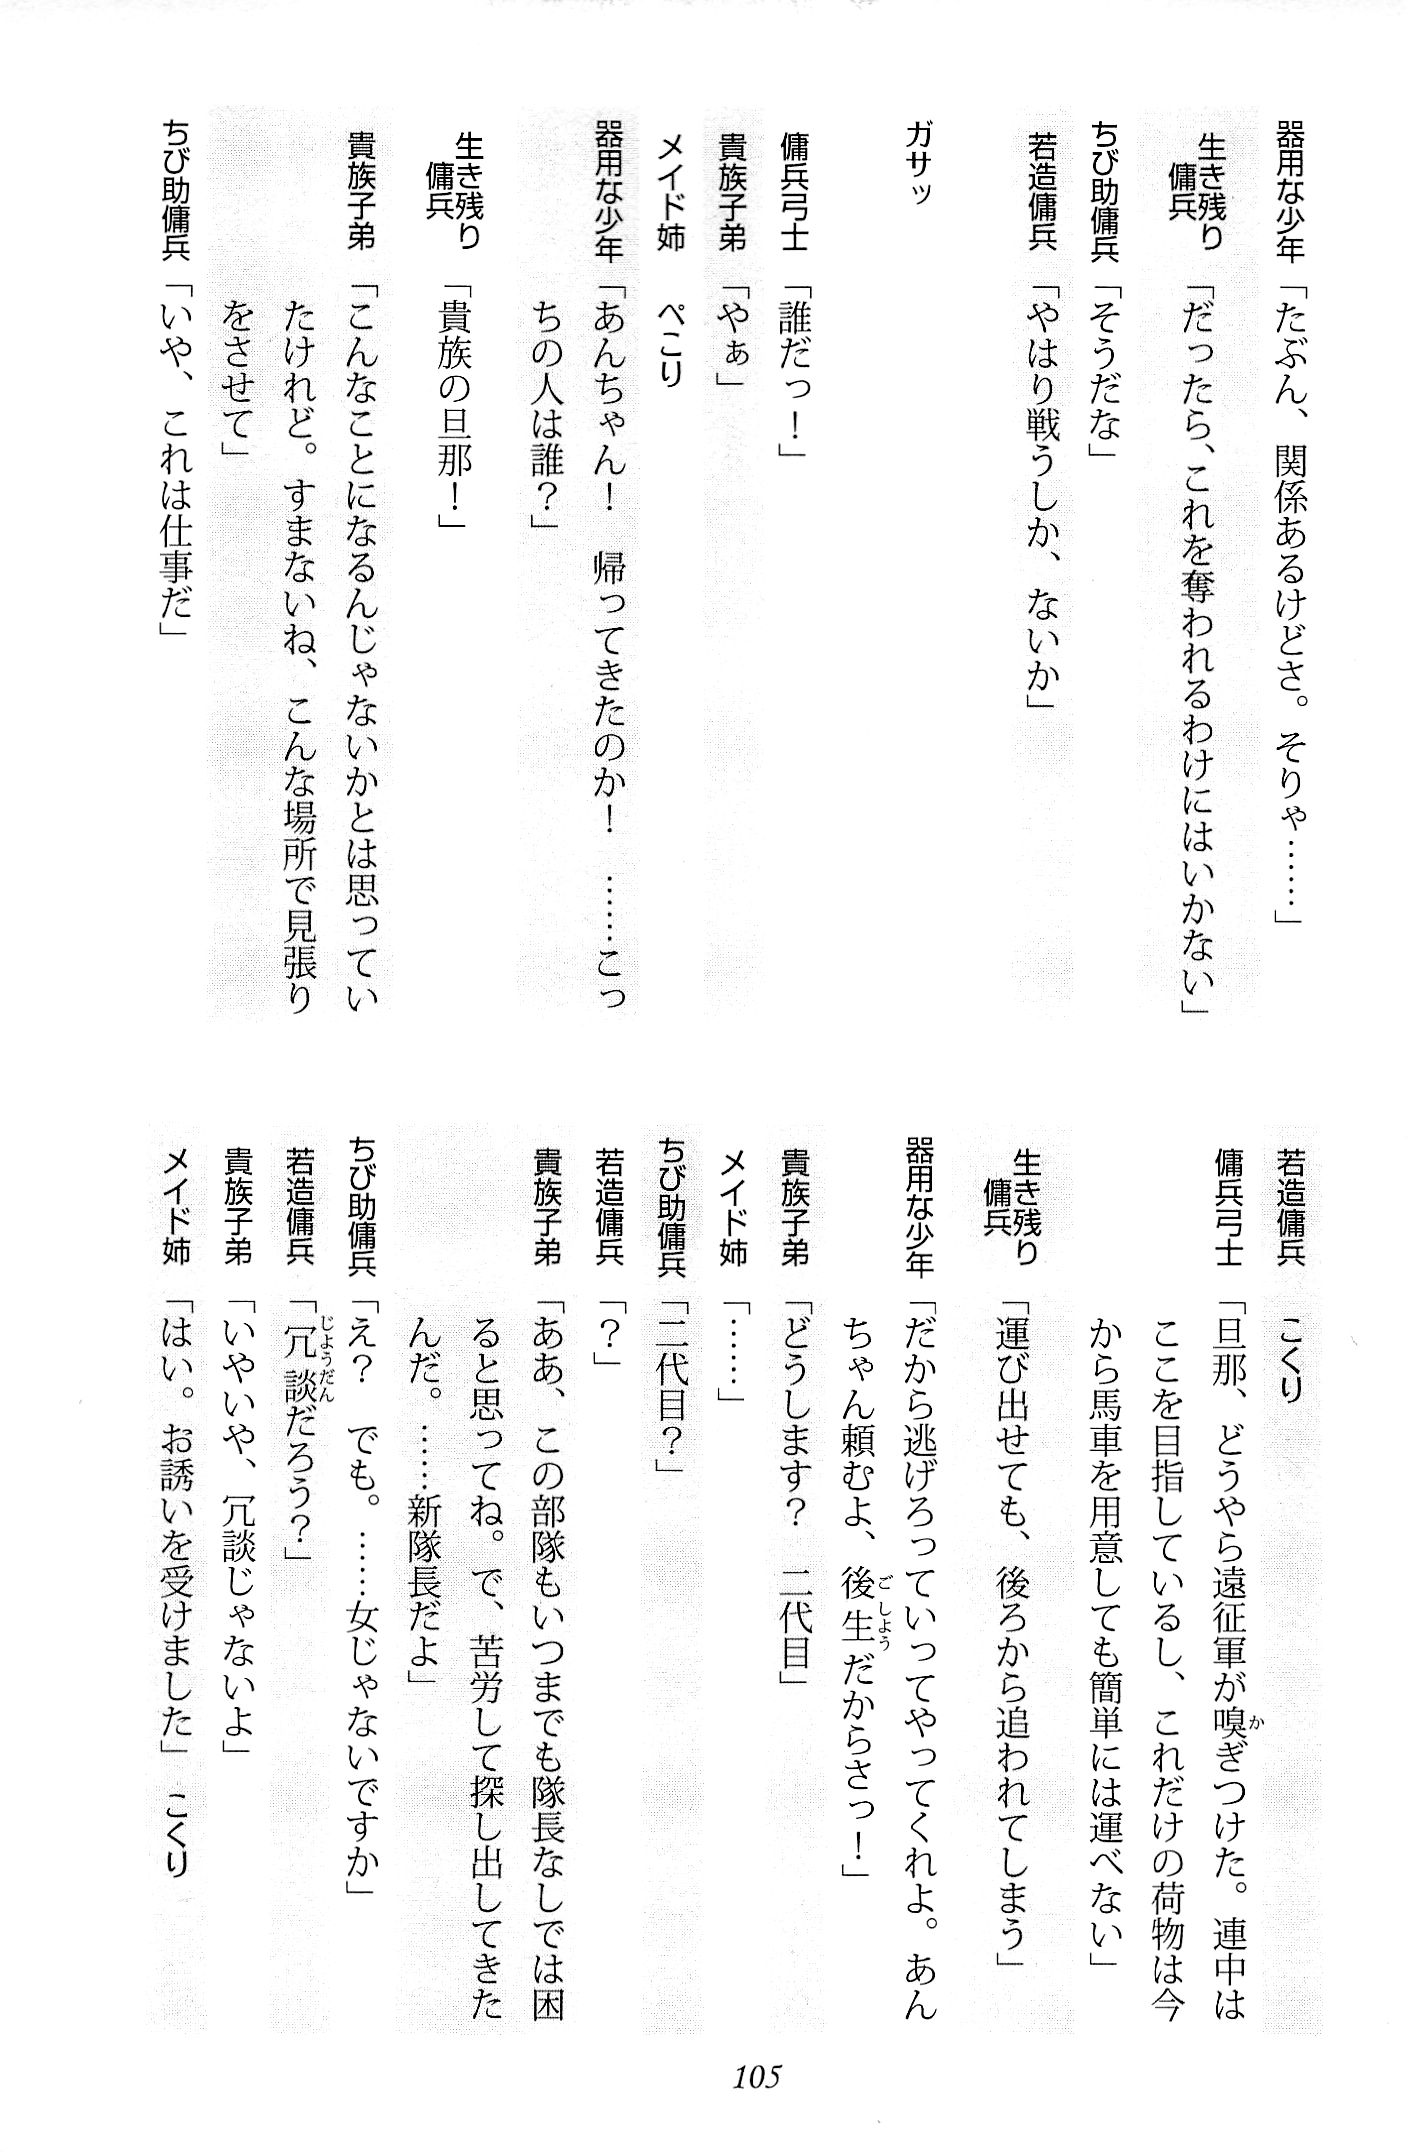 器用な少年「たぶん、関係あるけどさ。そりゃ……」
生き残り傭兵「だったら、これを奪われるわけにはいかない」
ちび助傭兵「そうだな」
若造傭兵「やはり戦うしか、ないか」
ガサッ
傭兵弓士「誰だっ！」
貴族子弟「やぁ」
メイド姉　ぺこり
器用な少年「あんちゃん！　帰ってきたのか！　……こっ
ちの人は誰？」
生き残り傭兵「貴族の旦那！」
貴族子弟「こんなことになるんじゃないかとは思ってい
たけれど。すまないね、こんな場所で見張り
をさせて」
ちび助傭兵「いや、これは仕事だ」
若造傭兵　こくり
傭兵弓士「旦那、どうやら遠征軍が嗅ぎつけた。連中は
ここを目指しているし、これだけの荷物は今
から馬車を用意しても簡単には運べない」
生き残り傭兵「運び出せても、後ろから追われてしまう」
器用な少年「だから逃げろっていってやってくれよ。あん
ちゃん頼むよ、後生だからさっ！」
貴族子弟「どうします？　二代目」
メイド姉「……」
ちび助傭兵「二代目？」
若造傭兵「？」
貴族子弟「ああ、この部隊もいつまでも隊長なしでは困
ると思ってね。で、苦労して探し出してきた
んだ。……新隊長だよ」
ちび助傭兵「え？　でも。……女じゃないですか」
若造傭兵「冗談だろう？」
貴族子弟「いやいや、冗談じゃないよ」
メイド姉「はい。お誘いを受けました」　こくり
105